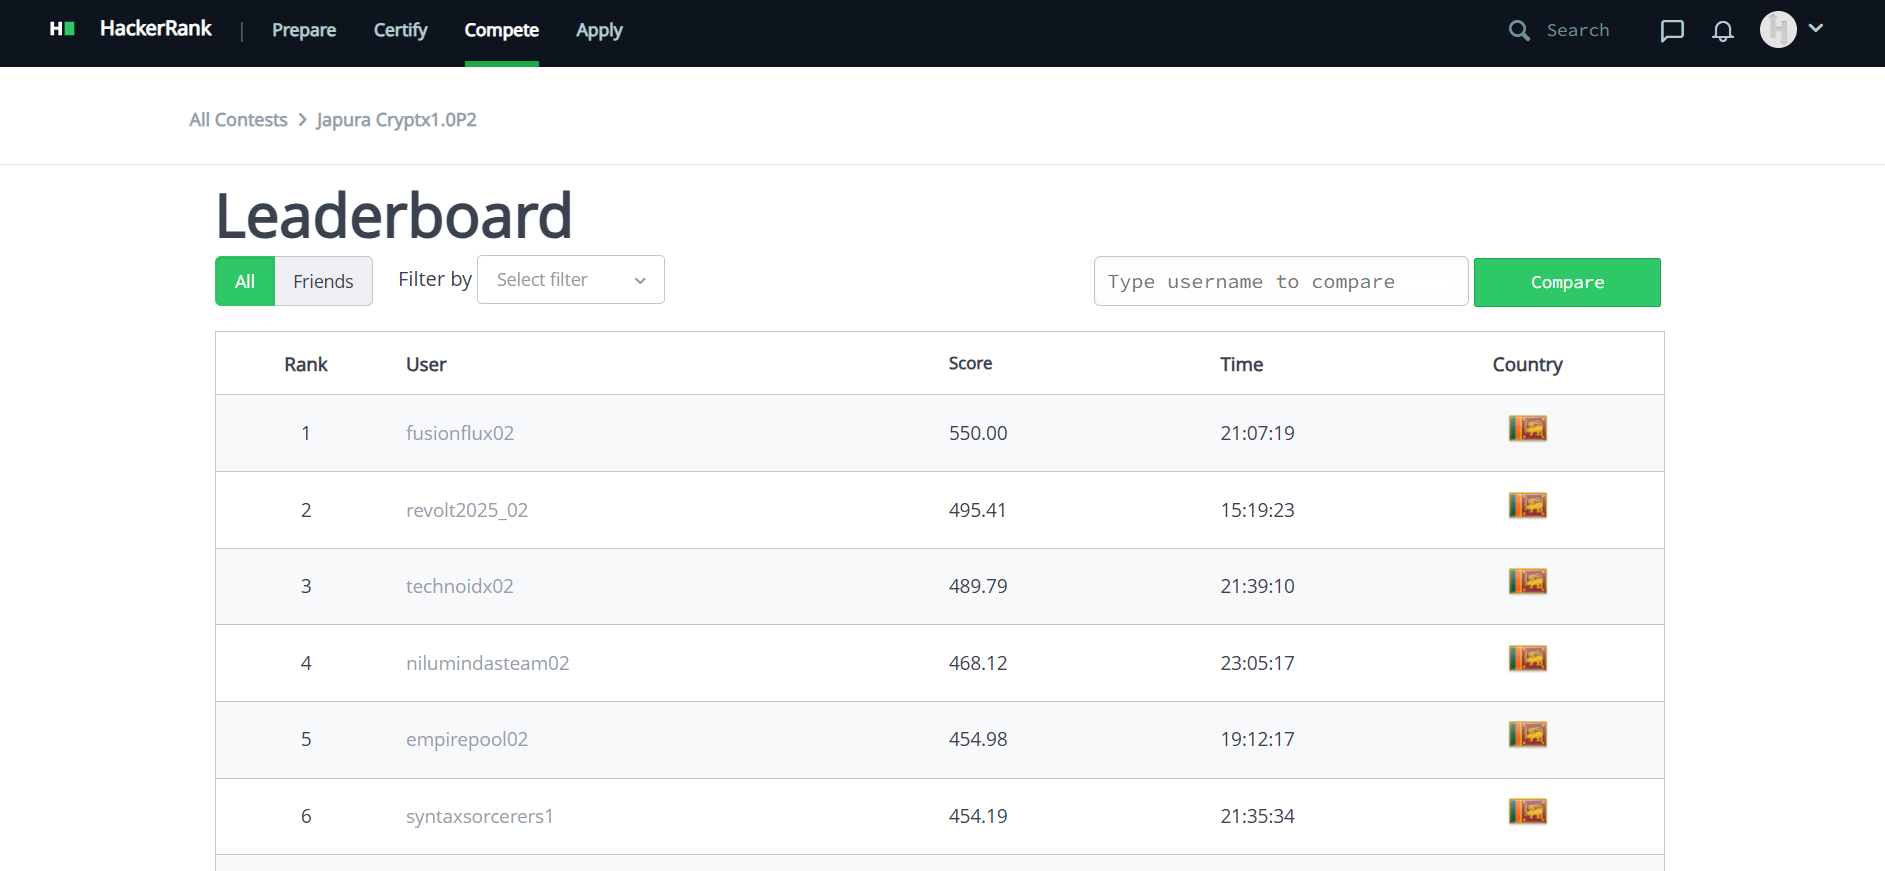 HackerRank | Prepare Certify Compete Apply Search
All Contests > Japura Cryptx1.0P2
Leaderboard
All Friends Filter by Select filter Type username to compare Compare
Rank User Score Time Country
1 fusionflux02 550.00 21:07:19
2 revolt2025_02 495.41 15:19:23
3 technoidx02 489.79 21:39:10
4 nilumindasteam02 468.12 23:05:17
5 empirepool02 454.98 19:12:17
6 syntaxsorcerers1 454.19 21:35:34